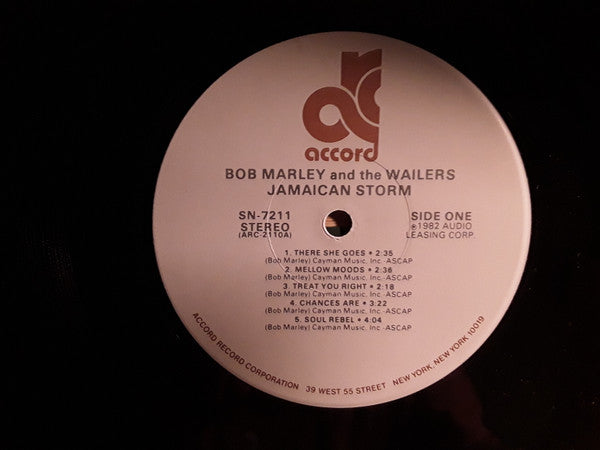 accord
BOB MARLEY and the WAILERS
JAMAICAN STORM
SN-7211
STEREO
(ARC-2110A)
SIDE ONE
℗1982 AUDIO
LEASING CORP.
1. THERE SHE GOES • 2:35
(Bob Marley) Cayman Music, Inc.-ASCAP
2. MELLOW MOODS • 2:36
(Bob Marley) Cayman Music, Inc.-ASCAP
3. TREAT YOU RIGHT • 2:18
(Bob Marley) Cayman Music, Inc.-ASCAP
4. CHANCES ARE • 3:22
(Bob Marley) Cayman Music, Inc.-ASCAP
5. SOUL REBEL • 4:04
(Bob Marley) Cayman Music, Inc.-ASCAP
ACCORD RECORD CORPORATION 39 WEST 55 STREET NEW YORK, NEW YORK 10019